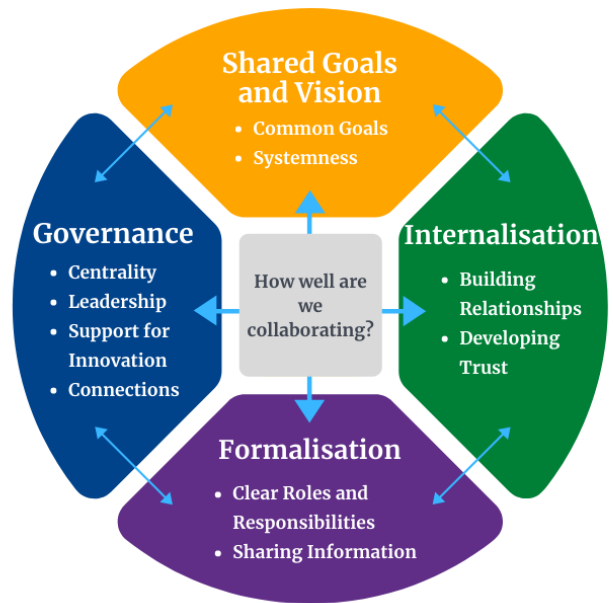 Shared Goals
and Vision
• Common Goals
• Systemness
Governance
• Centrality
• Leadership
• Support for
Innovation
• Connections
How well are
we
collaborating?
Internalisation
• Building
Relationships
• Developing
Trust
Formalisation
• Clear Roles and
Responsibilities
• Sharing Information